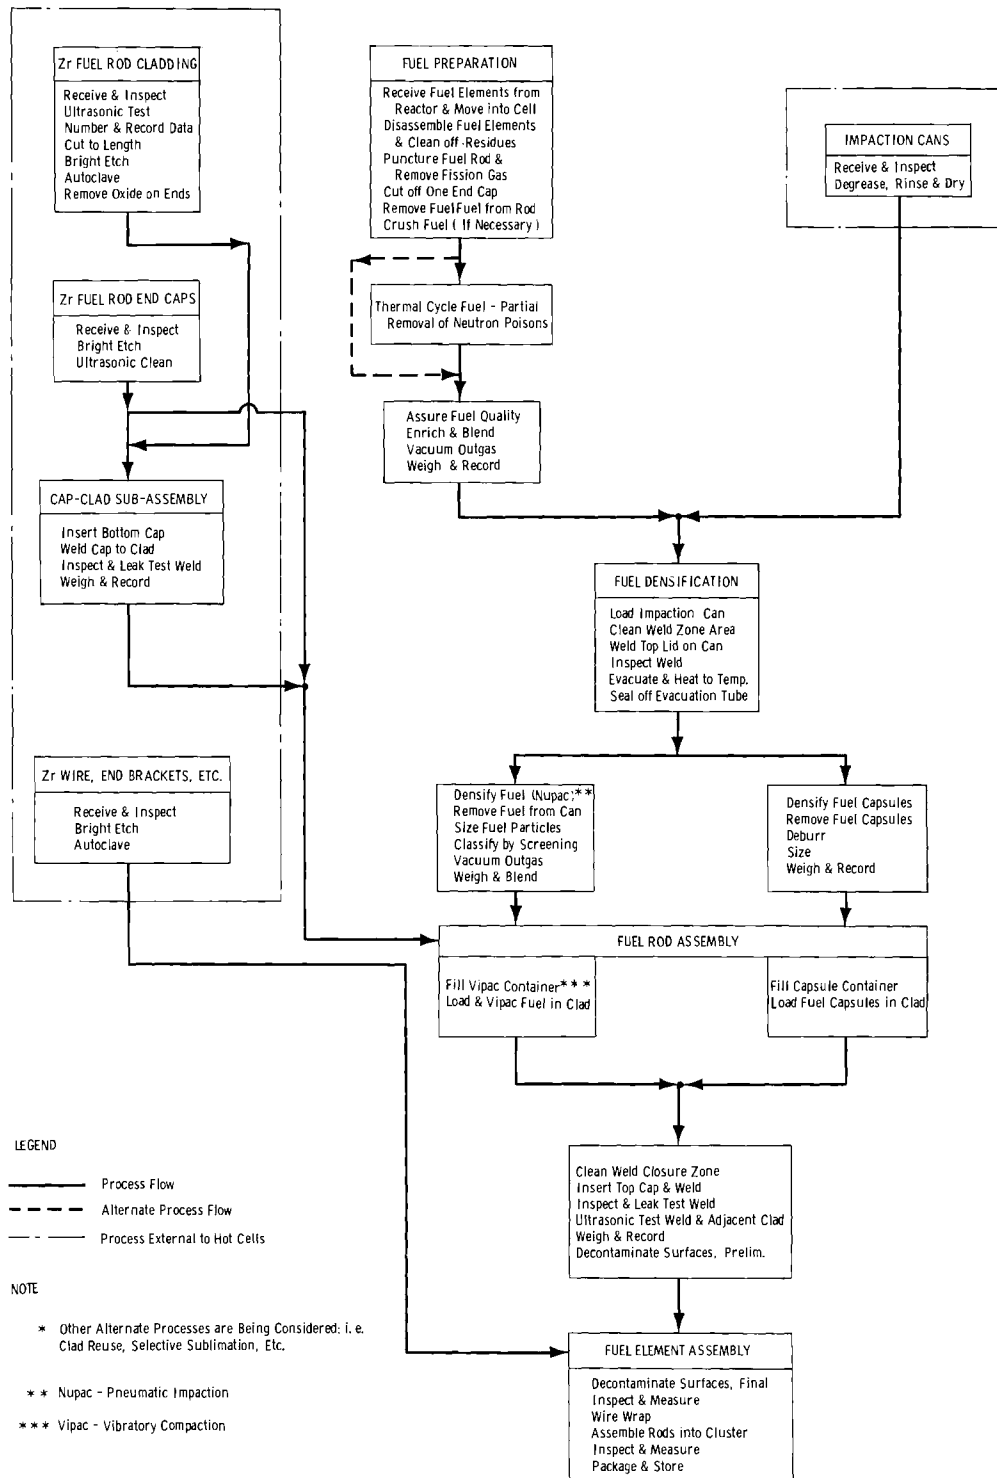 Zr FUEL ROD CLADDING
Receive & Inspect
Ultrasonic Test
Number & Record Data
Cut to Length
Bright Etch
Autoclave
Remove Oxide on Ends
FUEL PREPARATION
Receive Fuel Elements from
Reactor & Move into Cell
Disassemble Fuel Elements
& Clean off Residues
Puncture Fuel Rod &
Remove Fission Gas
Cut off One End Cap
Remove Fuel Fuel from Rod
Crush Fuel ( If Necessary )
IMPACTION CANS
Receive & Inspect
Degrease, Rinse & Dry
Zr FUEL ROD END CAPS
Receive & Inspect
Bright Etch
Ultrasonic Clean
Thermal Cycle Fuel - Partial
Removal of Neutron Poisons
Assure Fuel Quality
Enrich & Blend
Vacuum Outgas
Weigh & Record
CAP-CLAD SUB-ASSEMBLY
Insert Bottom Cap
Weld Cap to Clad
Inspect & Leak Test Weld
Weigh & Record
FUEL DENSIFICATION
Load Impaction Can
Clean Weld Zone Area
Weld Top Lid on Can
Inspect Weld
Evacuate & Heat to Temp.
Seal off Evacuation Tube
Zr WIRE, END BRACKETS, ETC.
Receive & Inspect
Bright Etch
Autoclave
Densify Fuel (Nupac)**
Remove Fuel from Can
Size Fuel Particles
Classify by Screening
Vacuum Outgas
Weigh & Blend
Densify Fuel Capsules
Remove Fuel Capsules
Deburr
Size
Weigh & Record
FUEL ROD ASSEMBLY
Fill Vipac Container***
Load & Vipac Fuel in Clad
Fill Capsule Container
Load Fuel Capsules in Clad
Clean Weld Closure Zone
Insert Top Cap & Weld
Inspect & Leak Test Weld
Ultrasonic Test Weld & Adjacent Clad
Weigh & Record
Decontaminate Surfaces, Prelim.
FUEL ELEMENT ASSEMBLY
Decontaminate Surfaces, Final
Inspect & Measure
Wire Wrap
Assemble Rods into Cluster
Inspect & Measure
Package & Store
LEGEND
Process Flow
Alternate Process Flow
Process External to Hot Cells
NOTE
* Other Alternate Processes are Being Considered: i. e.
Clad Reuse, Selective Sublimation, Etc.
** Nupac - Pneumatic Impaction
*** Vipac - Vibratory Compaction